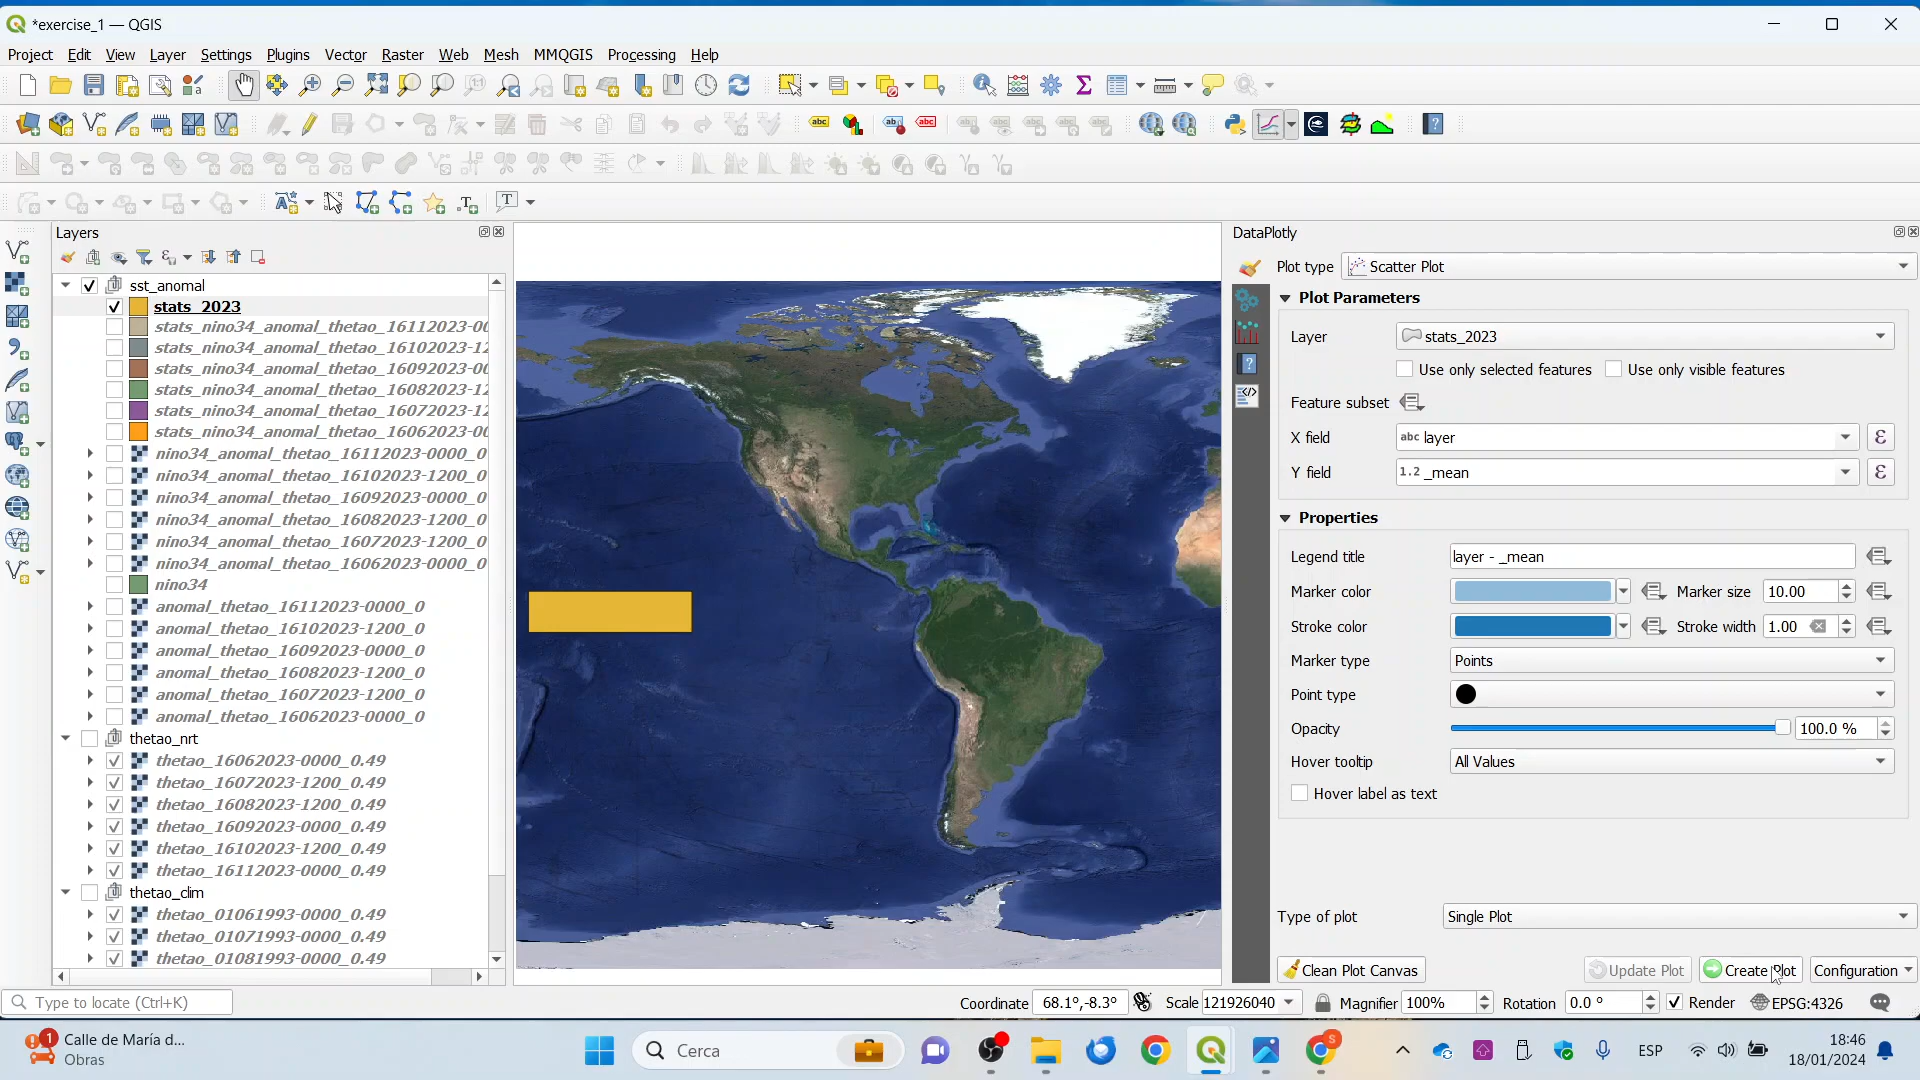 *exercise_1 — QGIS
Project Edit View Layer Settings Plugins Vector Raster Web Mesh MMQGIS Processing Help
Layers
sst_anomal
stats_2023
stats_nino34_anomal_thetao_16112023-00
stats_nino34_anomal_thetao_16102023-12
stats_nino34_anomal_thetao_16092023-00
stats_nino34_anomal_thetao_16082023-12
stats_nino34_anomal_thetao_16072023-12
stats_nino34_anomal_thetao_16062023-00
nino34_anomal_thetao_16112023-0000_0
nino34_anomal_thetao_16102023-1200_0
nino34_anomal_thetao_16092023-0000_0
nino34_anomal_thetao_16082023-1200_0
nino34_anomal_thetao_16072023-1200_0
nino34_anomal_thetao_16062023-0000_0
nino34
anomal_thetao_16112023-0000_0
anomal_thetao_16102023-1200_0
anomal_thetao_16092023-0000_0
anomal_thetao_16082023-1200_0
anomal_thetao_16072023-1200_0
anomal_thetao_16062023-0000_0
thetao_nrt
thetao_16062023-0000_0.49
thetao_16072023-1200_0.49
thetao_16082023-1200_0.49
thetao_16092023-0000_0.49
thetao_16102023-1200_0.49
thetao_16112023-0000_0.49
thetao_clim
thetao_01061993-0000_0.49
thetao_01071993-0000_0.49
thetao_01081993-0000_0.49
DataPlotly
Plot type Scatter Plot
Plot Parameters
Layer stats_2023
Use only selected features Use only visible features
Feature subset
X field abc layer
Y field 1.2 _mean
Properties
Legend title layer - _mean
Marker color Marker size 10.00
Stroke color Stroke width 1.00
Marker type Points
Point type
Opacity 100.0 %
Hover tooltip All Values
Hover label as text
Type of plot Single Plot
Clean Plot Canvas Update Plot Create Plot Configuration
Type to locate (Ctrl+K) Coordinate 68.1°,-8.3° Scale 121926040 Magnifier 100% Rotation 0.0 ° Render EPSG:4326
1 Calle de María d...
Obras
Cerca
ESP
18:46
18/01/2024